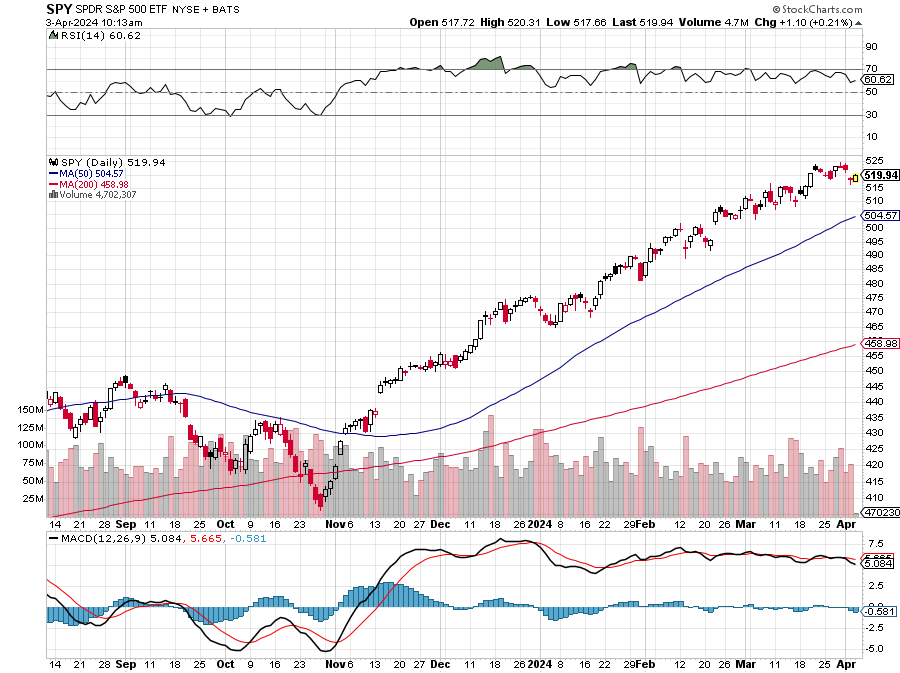 SPY SPDR S&P 500 ETF NYSE + BATS © StockCharts.com
3-Apr-2024 10:13am Open 517.72 High 520.31 Low 517.66 Last 519.94 Volume 4.7M Chg +1.10 (+0.21%)
RSI(14) 60.62
90
70
60.62
50
30
10
SPY (Daily) 519.94
MA(50) 504.57
MA(200) 458.98
Volume 4,702,307
525
519.94
515
510
504.57
500
495
490
485
480
475
470
465
458.98
455
450
445
440
435
430
425
420
415
410
470230
150M
125M
100M
75M
50M
25M
14 21 28 Sep 11 18 25 Oct 9 16 23 Nov 6 13 20 27 Dec 11 18 26 2024 8 16 22 29 Feb 12 20 26 Mar 11 18 25 Apr
MACD(12,26,9) 5.084, 5.665, -0.581
7.5
5.665
5.084
2.5
0.0
-0.581
-2.5
-5.0
14 21 28 Sep 11 18 25 Oct 9 16 23 Nov 6 13 20 27 Dec 11 18 26 2024 8 16 22 29 Feb 12 20 26 Mar 11 18 25 Apr